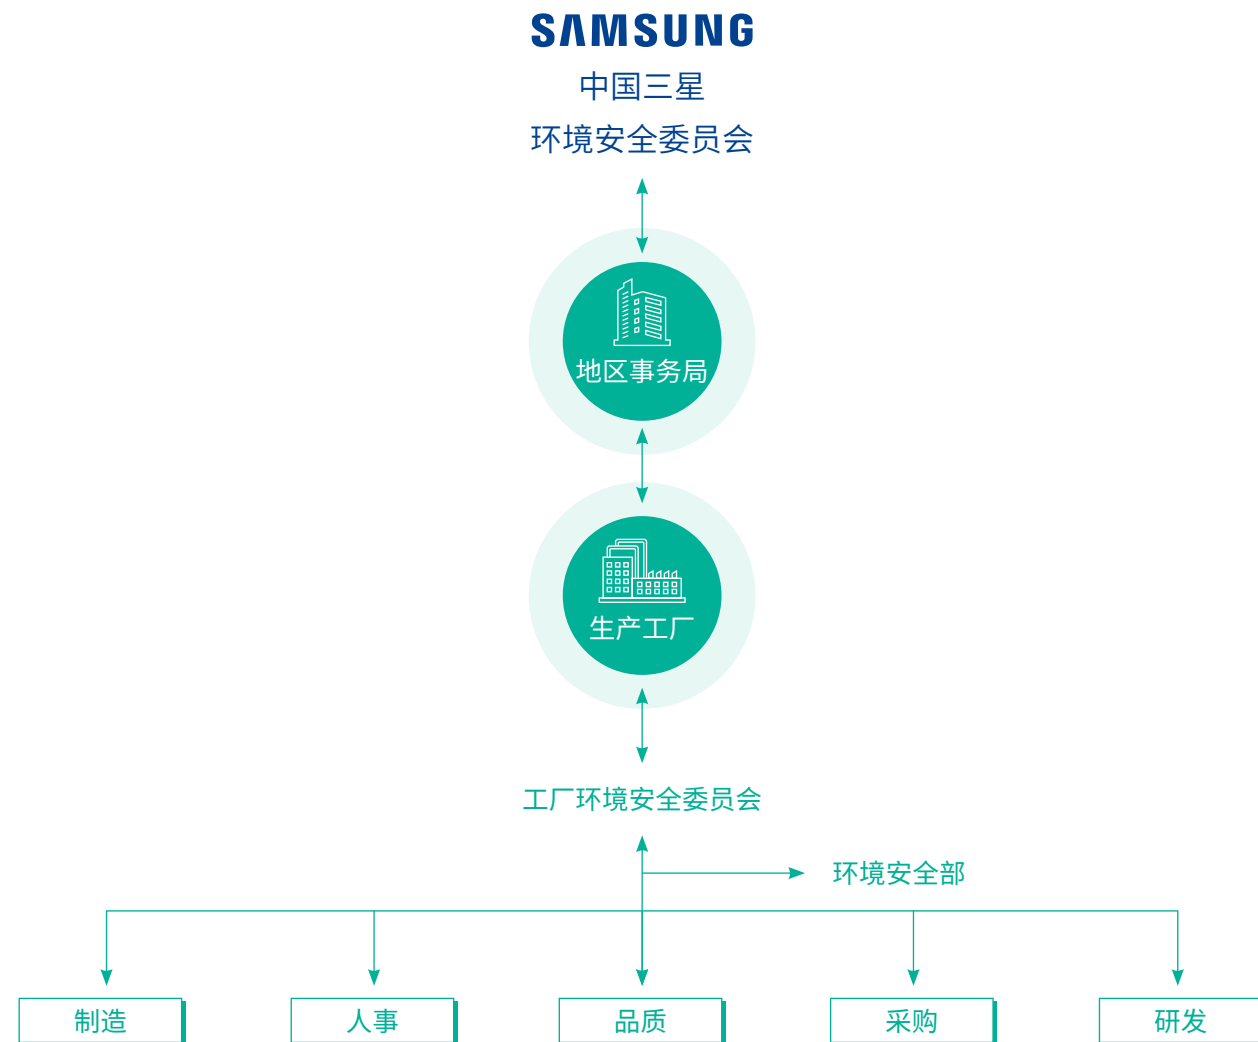 SAMSUNG
中国三星
环境安全委员会
地区事务局
生产工厂
工厂环境安全委员会
环境安全部
制造
人事
品质
采购
研发